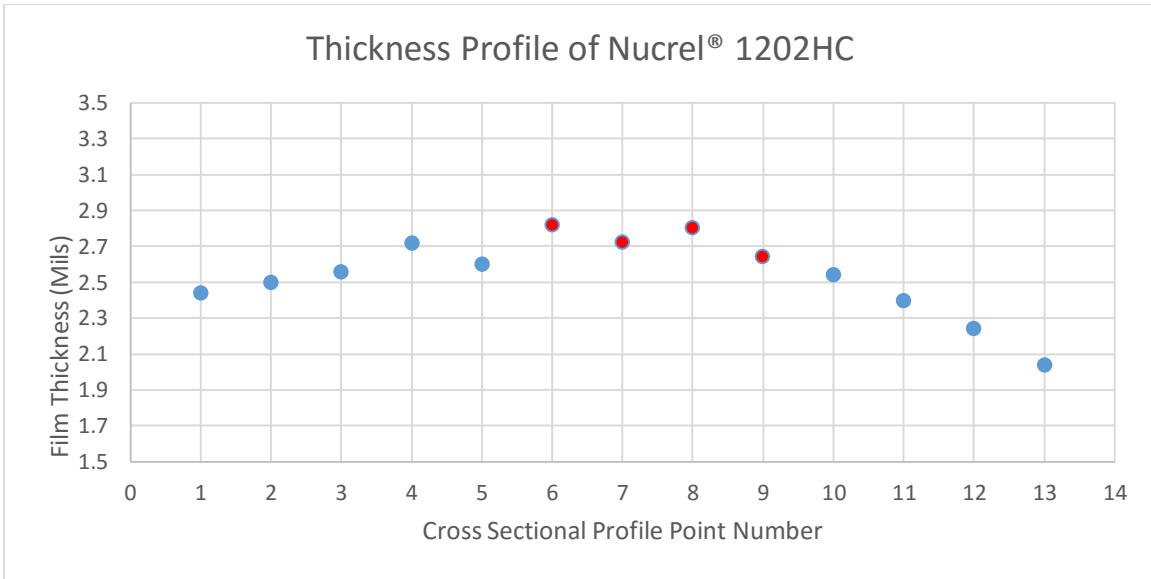 Thickness Profile of Nucrel® 1202HC
Film Thickness (Mils)
3.5
3.3
3.1
2.9
2.7
2.5
2.3
2.1
1.9
1.7
1.5
0 1 2 3 4 5 6 7 8 9 10 11 12 13 14
Cross Sectional Profile Point Number